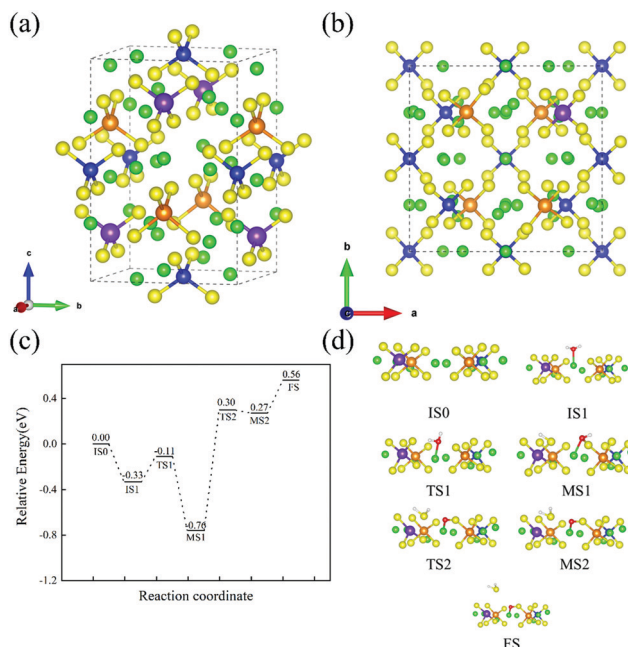 (a)
(b)
c
a
b
b
c
a
(c)
(d)
Relative Energy(eV)
0.4
0.0
-0.4
-0.8
-1.2
0.00
IS0
-0.33
IS1
-0.11
TS1
-0.76
MS1
0.30
TS2
0.27
MS2
0.56
FS
Reaction coordinate
IS0 IS1
TS1 MS1
TS2 MS2
FS